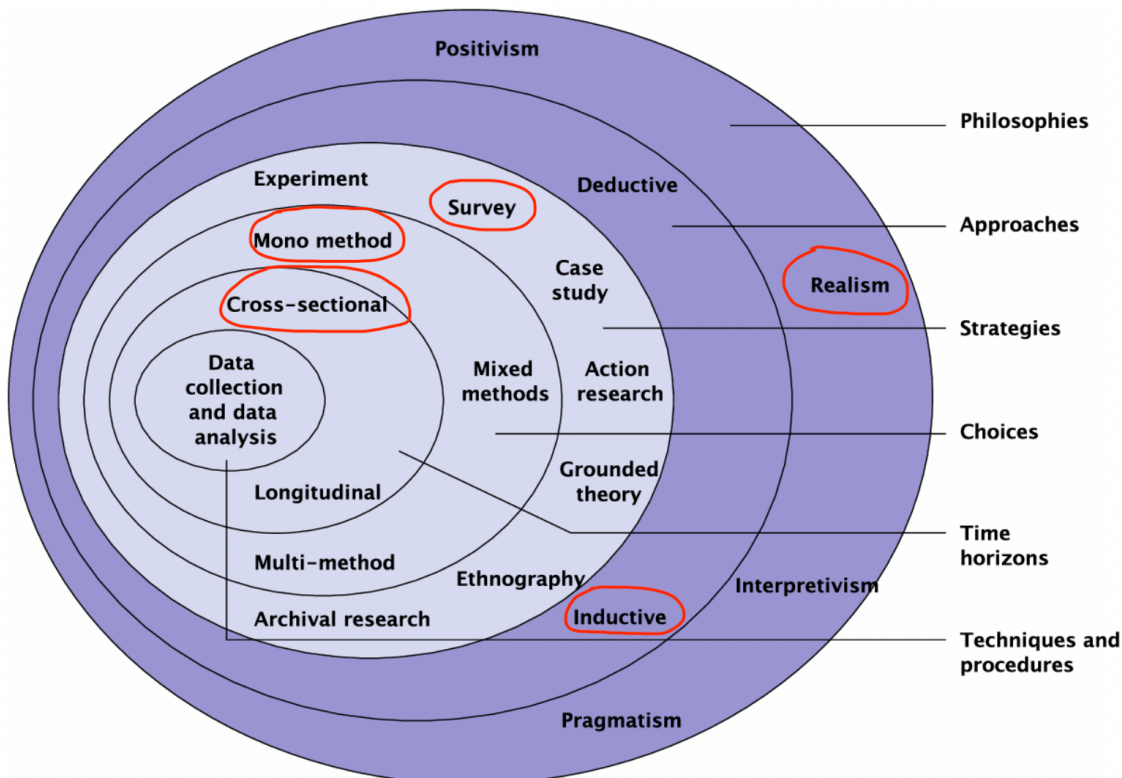 Positivism
Philosophies
Experiment
Deductive
Survey
Approaches
Mono method
Case
study
Realism
Cross-sectional
Strategies
Data
collection
and data
analysis
Mixed
methods
Action
research
Choices
Grounded
theory
Longitudinal
Time
horizons
Multi-method
Ethnography
Interpretivism
Archival research
Inductive
Techniques and
procedures
Pragmatism